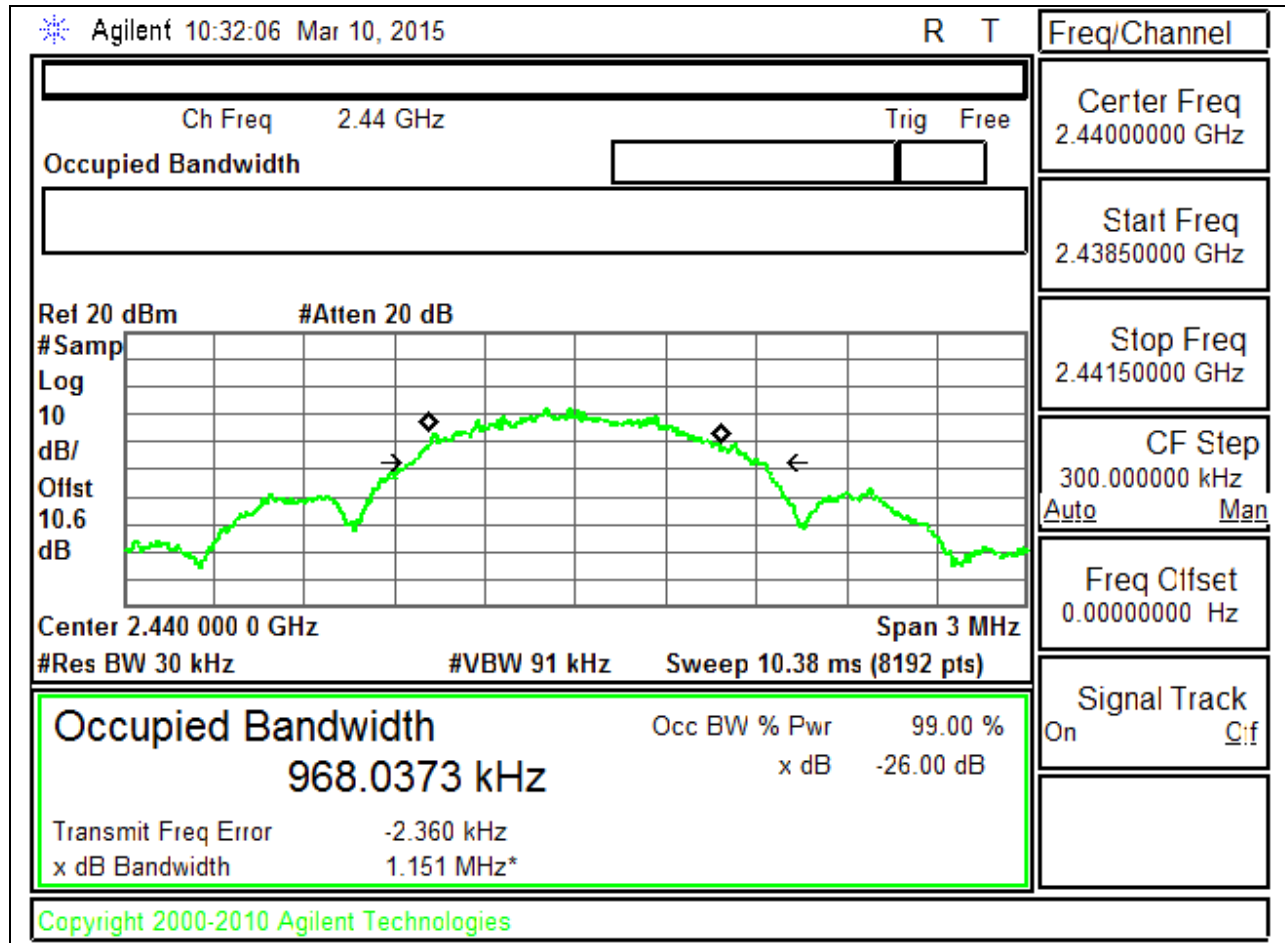 Agilent 10:32:06 Mar 10, 2015 R T
Freq/Channel
Ch Freq 2.44 GHz Trig Free
Occupied Bandwidth
Center Freq
2.44000000 GHz
Start Freq
2.43850000 GHz
Stop Freq
2.44150000 GHz
CF Step
300.000000 kHz
Auto Man
Freq Offset
0.00000000 Hz
Signal Track
On Off
Ref 20 dBm #Atten 20 dB
#Samp
Log
10
dB/
Offst
10.6
dB
Center 2.440 000 0 GHz Span 3 MHz
#Res BW 30 kHz #VBW 91 kHz Sweep 10.38 ms (8192 pts)
Occupied Bandwidth Occ BW % Pwr 99.00 %
968.0373 kHz x dB -26.00 dB
Transmit Freq Error -2.360 kHz
x dB Bandwidth 1.151 MHz*
Copyright 2000-2010 Agilent Technologies